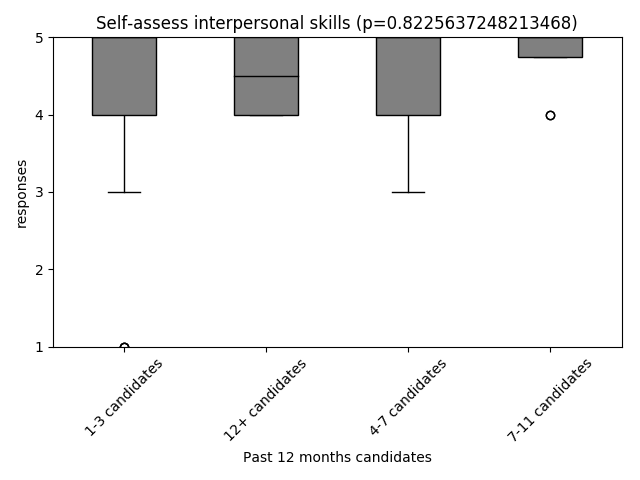 Self-assess interpersonal skills (p=0.8225637248213468)
5
4
3
2
1
responses
1-3 candidates
12+ candidates
4-7 candidates
7-11 candidates
Past 12 months candidates